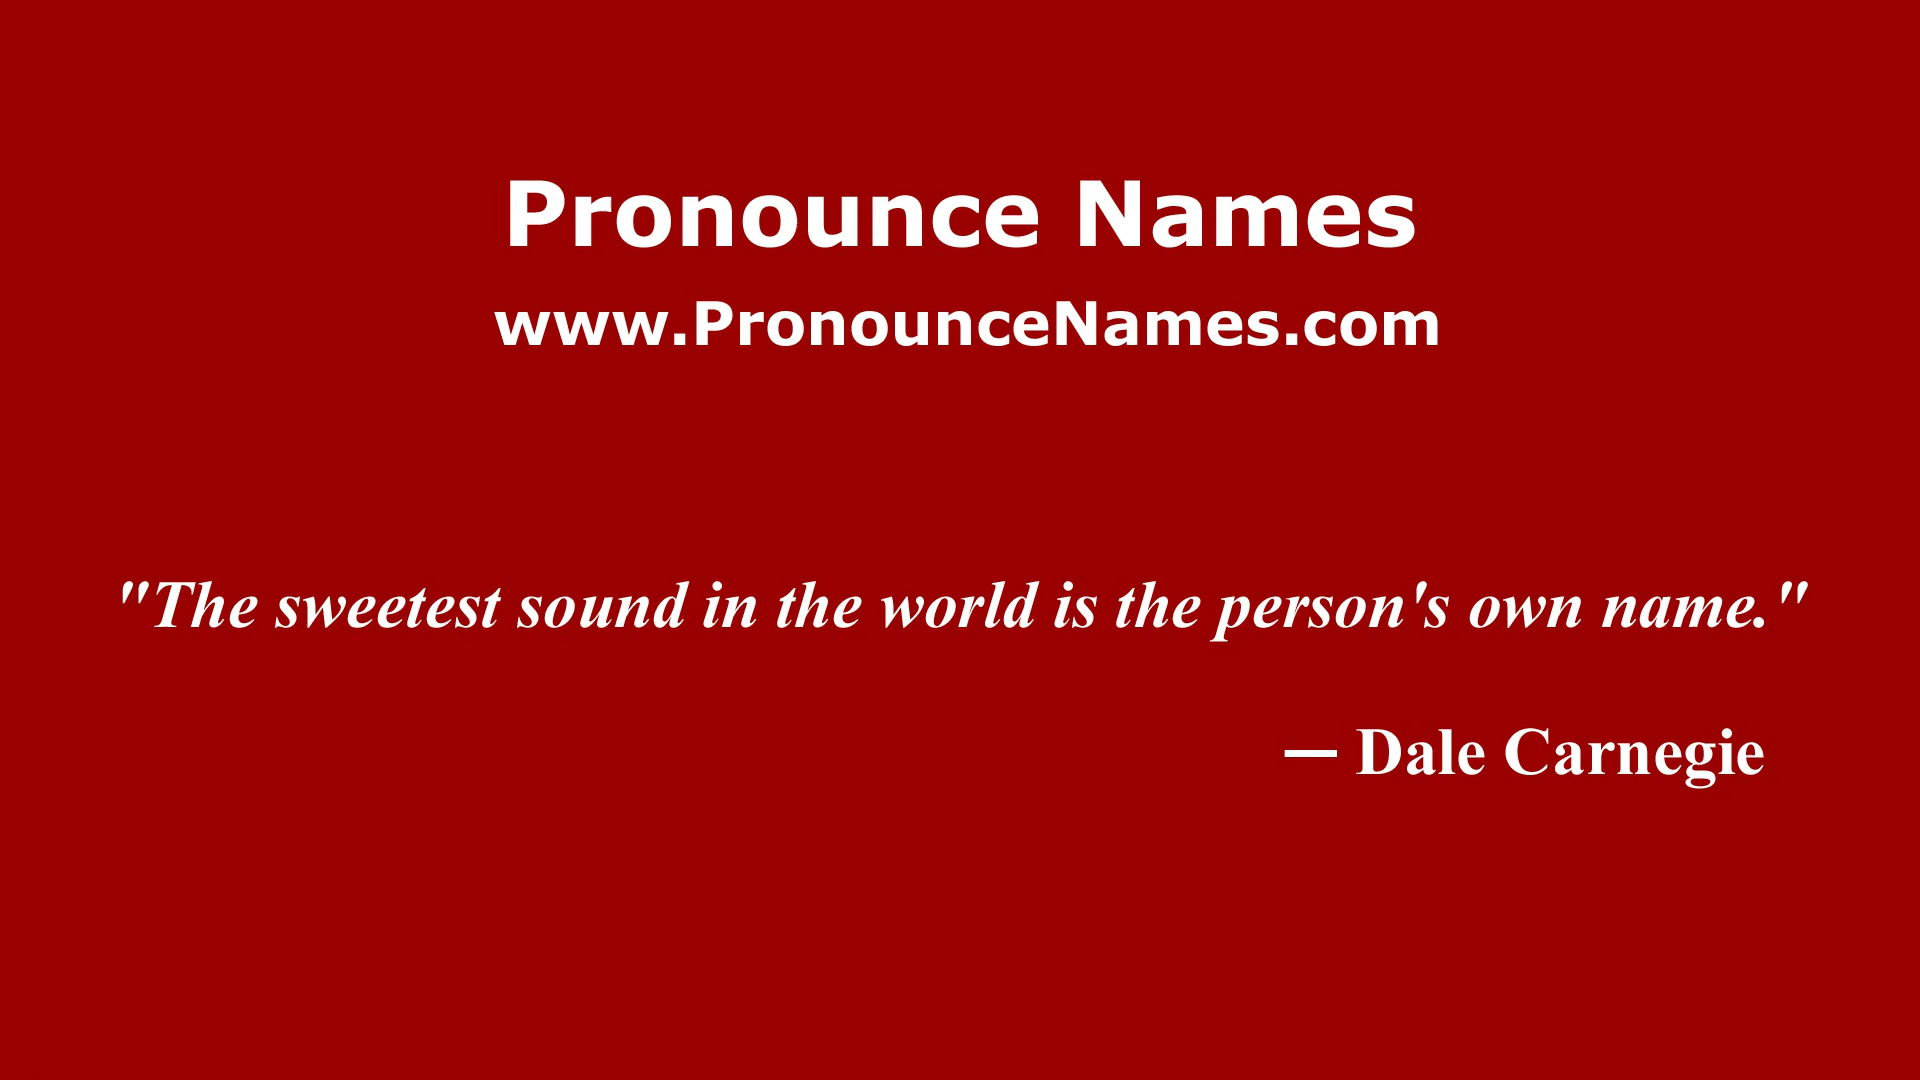 Pronounce Names
www.PronounceNames.com
"The sweetest sound in the world is the person's own name."
— Dale Carnegie